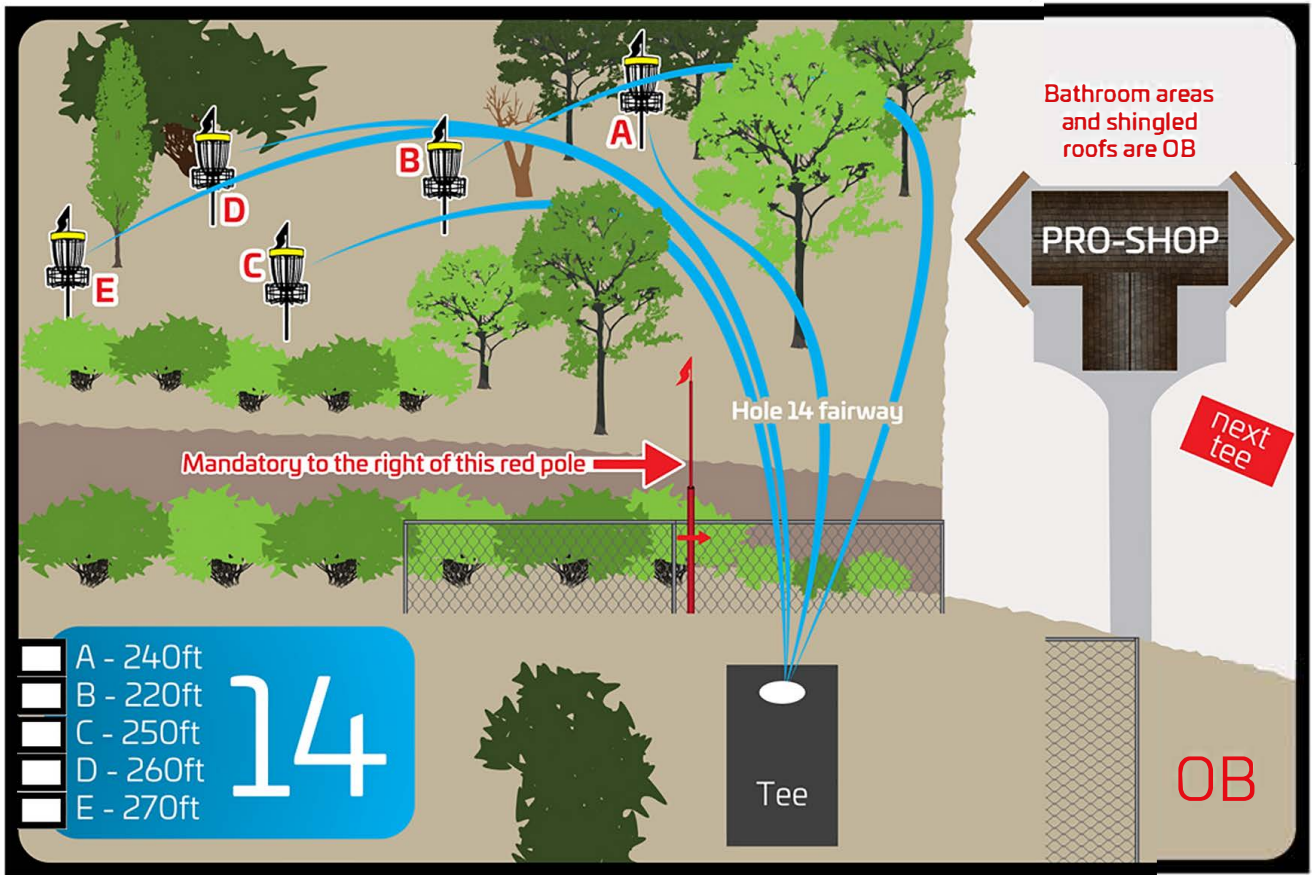 Bathroom areas
and shingled
roofs are OB
A
B
D
C
E
PRO-SHOP
Hole 14 fairway
next
tee
Mandatory to the right of this red pole
A - 240ft
B - 220ft
C - 250ft
D - 260ft
E - 270ft
14
Tee
OB